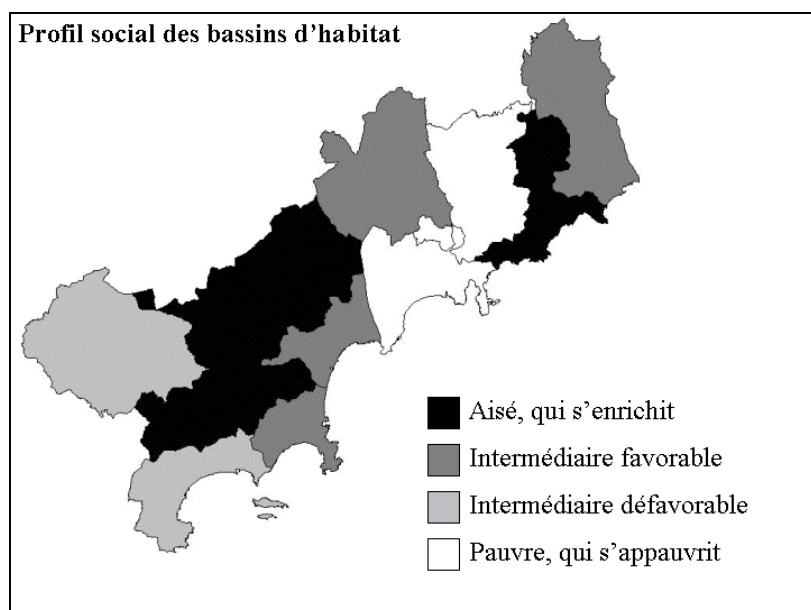 Profil social des bassins d'habitat
Aisé, qui s'enrichit
Intermédiaire favorable
Intermédiaire défavorable
Pauvre, qui s'appauvrit